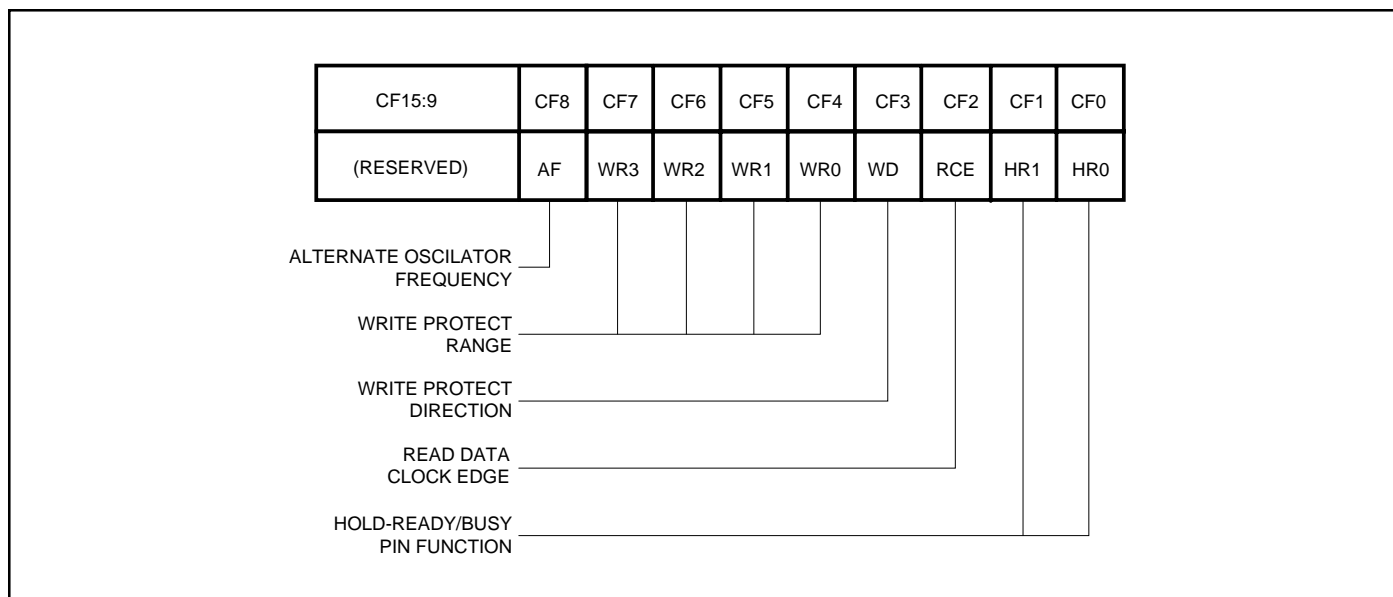 CF15:9 CF8 CF7 CF6 CF5 CF4 CF3 CF2 CF1 CF0
(RESERVED) AF WR3 WR2 WR1 WR0 WD RCE HR1 HR0
ALTERNATE OSCILATOR
FREQUENCY
WRITE PROTECT
RANGE
WRITE PROTECT
DIRECTION
READ DATA
CLOCK EDGE
HOLD-READY/BUSY
PIN FUNCTION